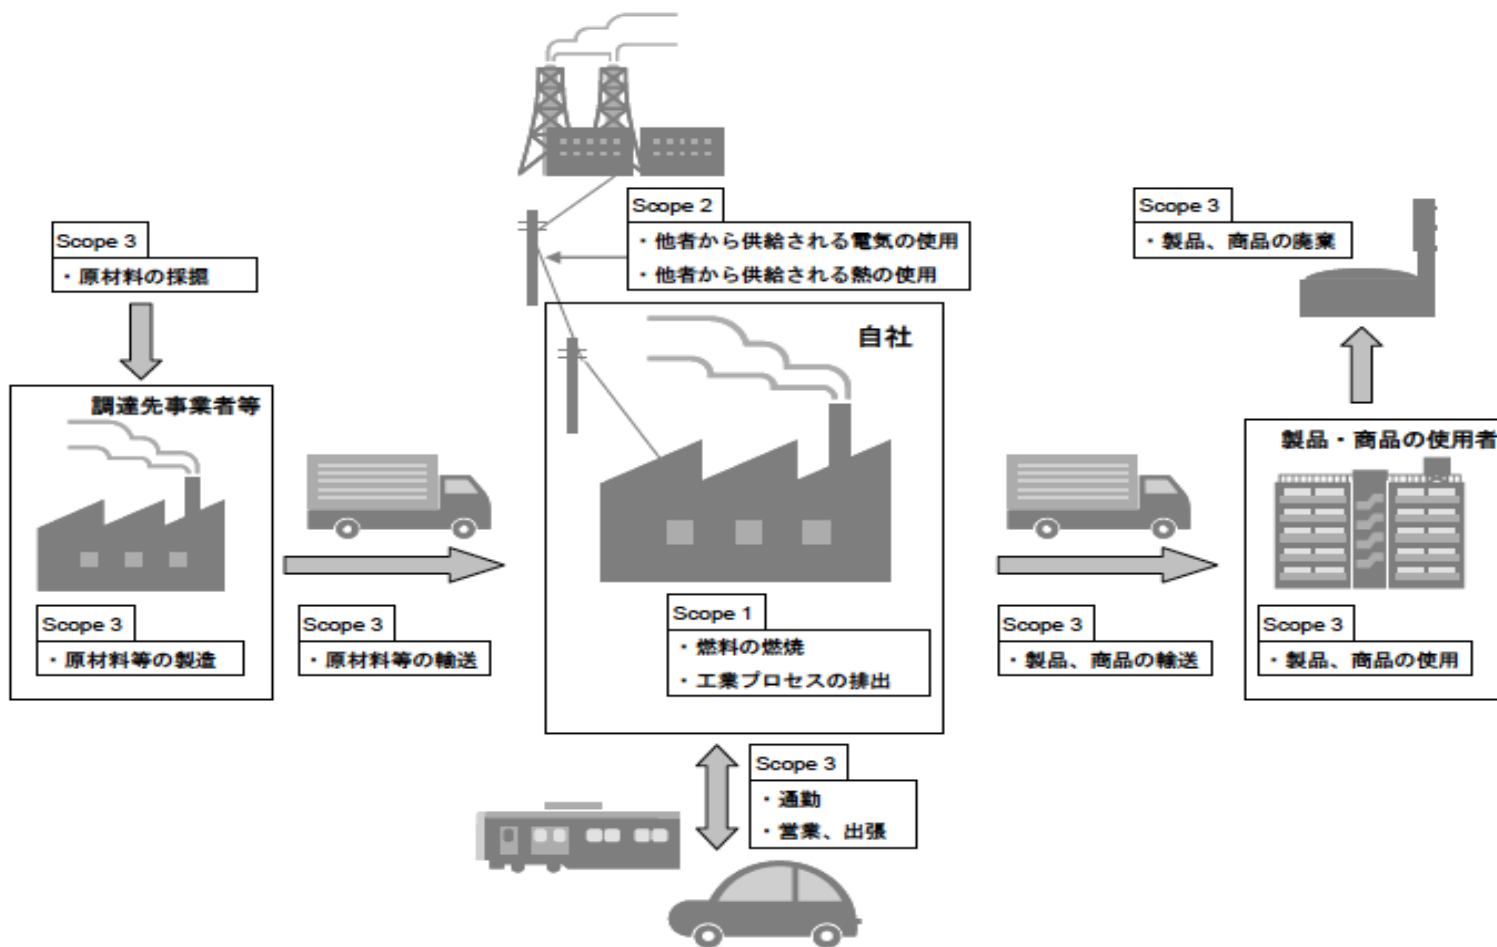 Scope 2
・他者から供給される電気の使用
・他者から供給される熱の使用
Scope 3
・製品、商品の廃棄
Scope 3
・原材料の採掘
自社
調達先事業者等
製品・商品の使用者
Scope 3
・原材料等の製造
Scope 3
・原材料等の輸送
Scope 1
・燃料の燃焼
・工業プロセスの排出
Scope 3
・製品、商品の輸送
Scope 3
・製品、商品の使用
Scope 3
・通勤
・営業、出張